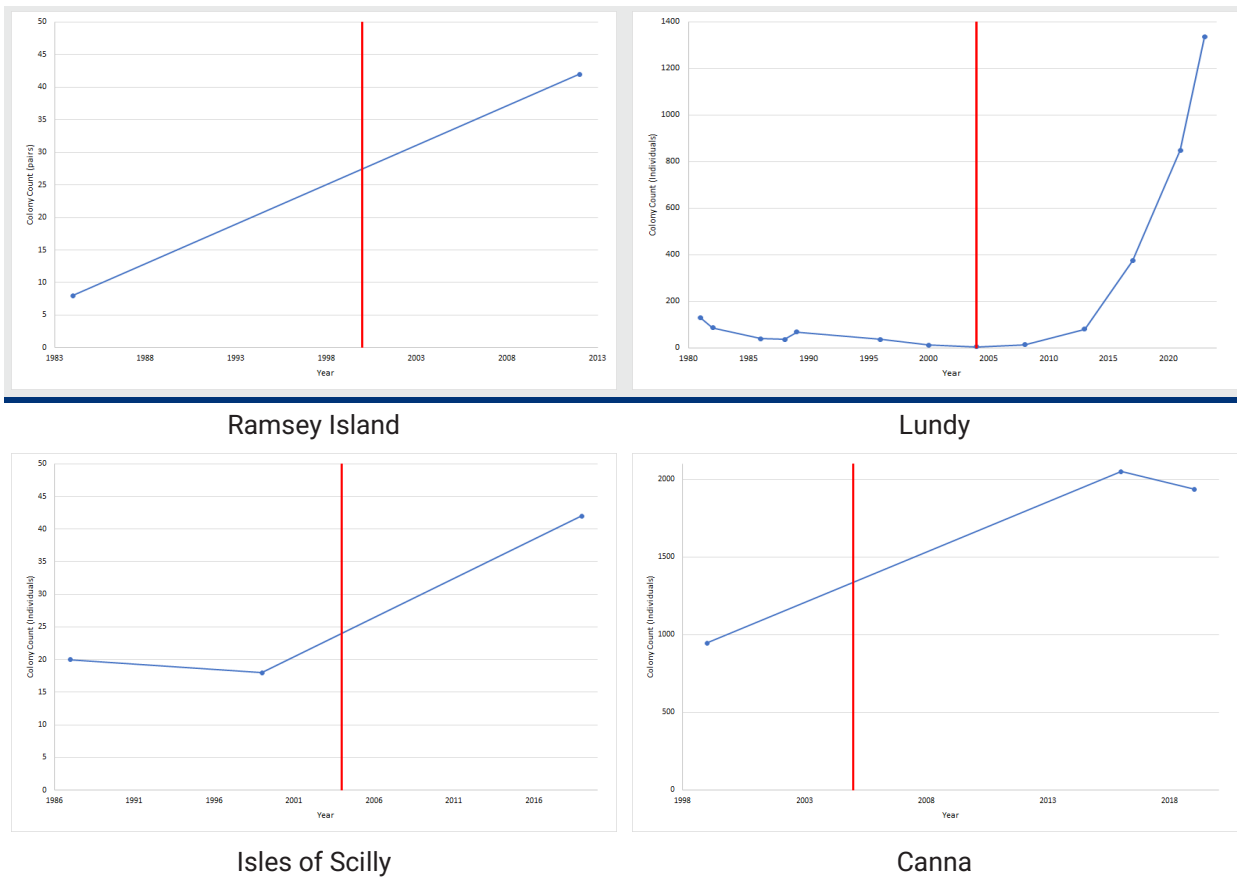 50
45
40
35
30
25
20
15
10
5
0
Colony Count (pairs)
1983 1988 1993 1998 2003 2008 2013
Year
1400
1200
1000
800
600
400
200
0
Colony Count (Individuals)
1980 1985 1990 1995 2000 2005 2010 2015 2020
Year
Ramsey Island
Lundy
50
45
40
35
30
25
20
15
10
5
0
Colony Count (Individuals)
1986 1991 1996 2001 2006 2011 2016
Year
2000
1500
1000
500
0
Colony Count (Individuals)
1998 2003 2008 2013 2018
Year
Isles of Scilly
Canna